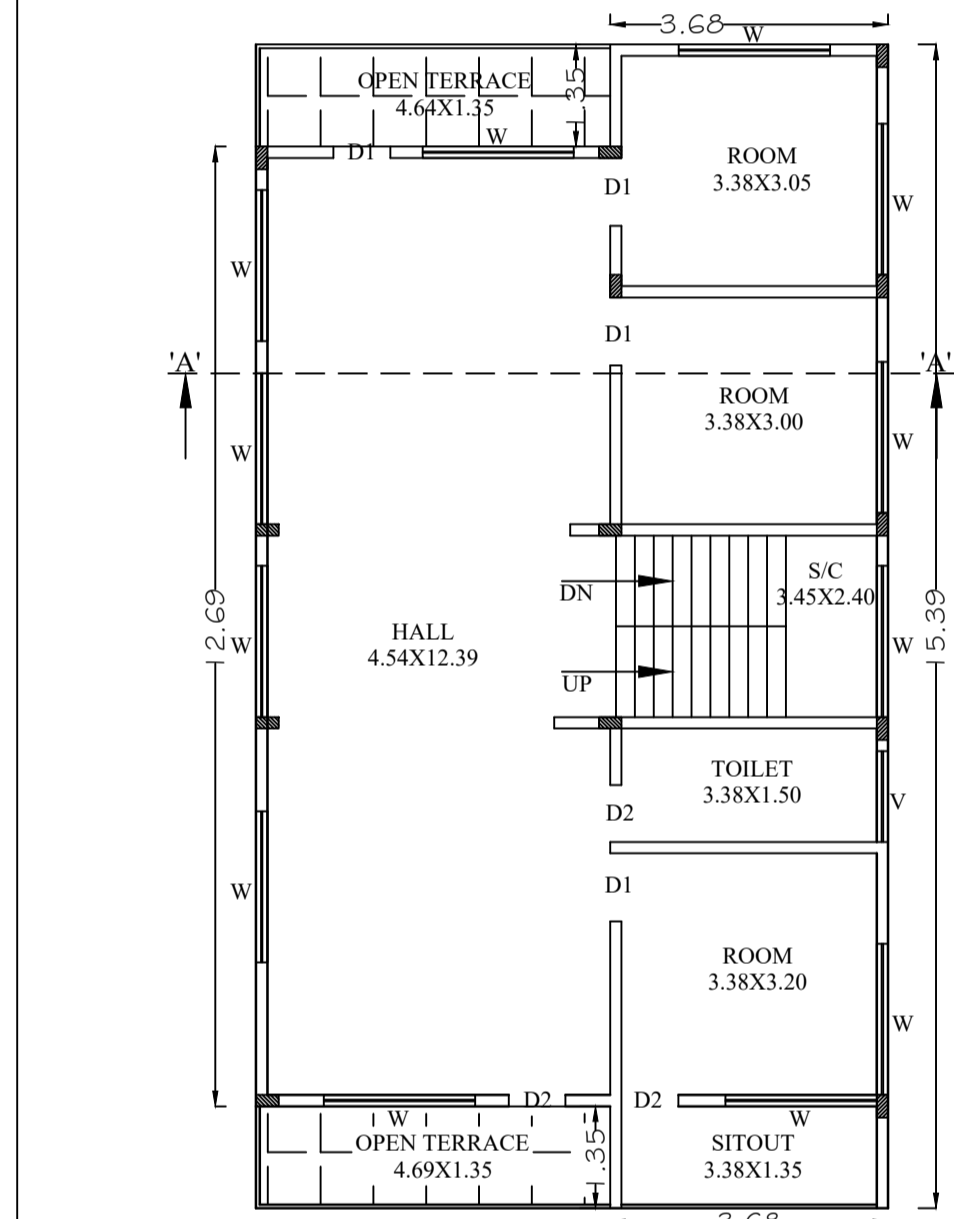 3.68
W
OPEN TERRACE
4.64X1.35
1.35
W
D1
ROOM
3.38X3.05
D1
W
W
D1
'A'
'A'
ROOM
3.38X3.00
W
W
S/C
3.45X2.40
DN
12.69
HALL
4.54X12.39
W
15.39
W
UP
TOILET
3.38X1.50
V
D2
D1
W
ROOM
3.38X3.20
W
D2
D2
W
W
OPEN TERRACE
4.69X1.35
1.35
SITOUT
3.38X1.35